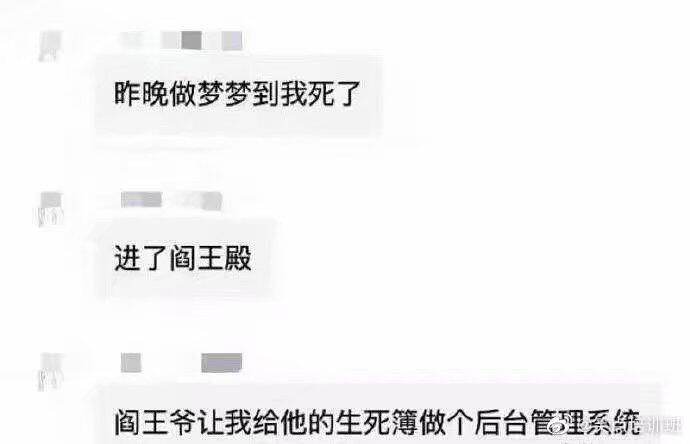 昨晚做梦梦到我死了
进了阎王殿
阎王爷让我给他的生死簿做个后台管理系统